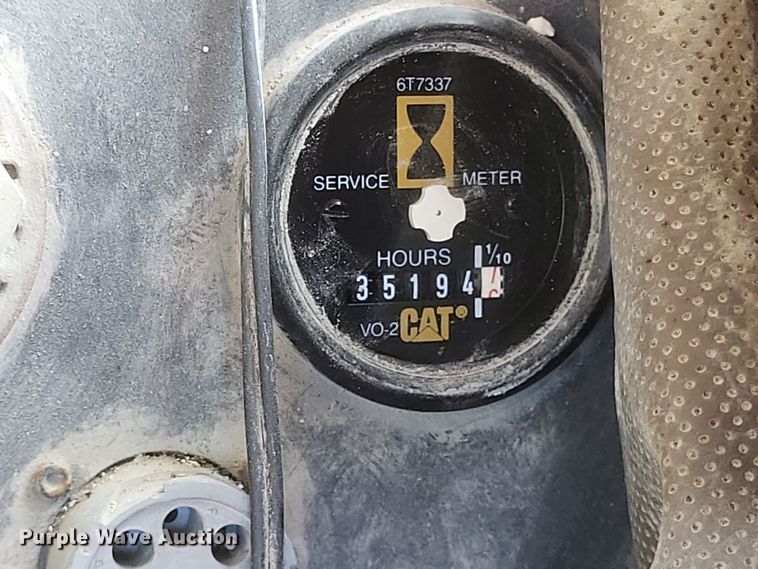 6T7337
SERVICE METER
HOURS 1/10
35194
VO-2 CAT®
Purple Wave Auction